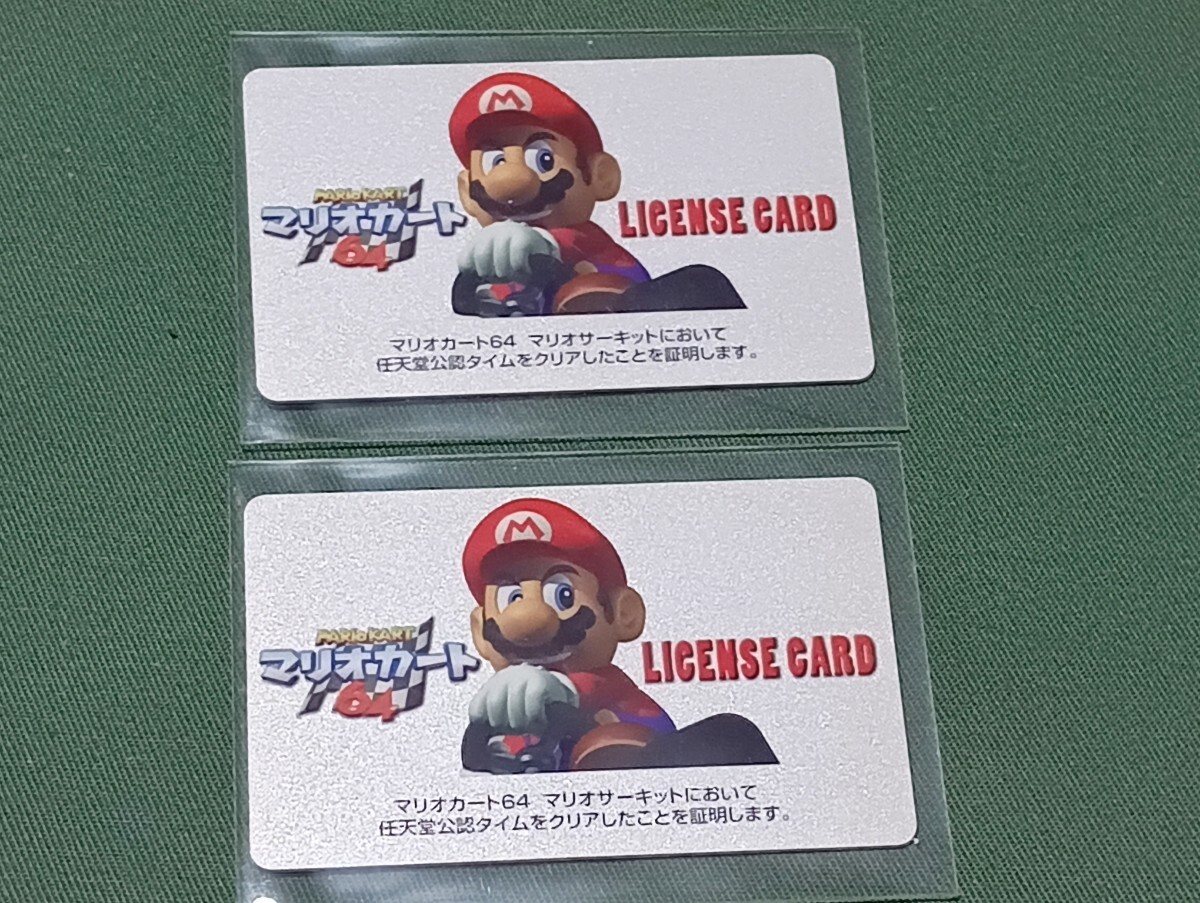 M
MARIO KART
マリオカート
64
LICENSE CARD
マリオカート64 マリオサーキットにおいて
任天堂公認タイムをクリアしたことを証明します。
M
MARIO KART
マリオカート
64
LICENSE CARD
マリオカート64 マリオサーキットにおいて
任天堂公認タイムをクリアしたことを証明します。